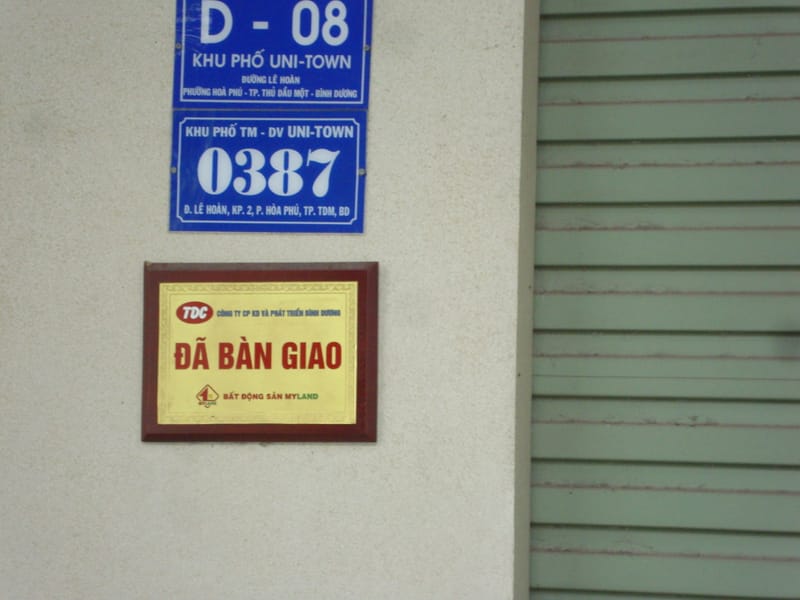 D - 08
KHU PHỐ UNI-TOWN
ĐƯỜNG LÊ HOÀN
PHƯỜNG HOÀ PHÚ - TP. THỦ DẦU MỘT - BÌNH DƯƠNG
KHU PHỐ TM - DV UNI-TOWN
0387
Đ. LÊ HOÀN, KP. 2, P. HÒA PHÚ, TP. TDM, BD
TDC CÔNG TY CP KD VÀ PHÁT TRIỂN BÌNH DƯƠNG
ĐÃ BÀN GIAO
BẤT ĐỘNG SẢN MYLAND